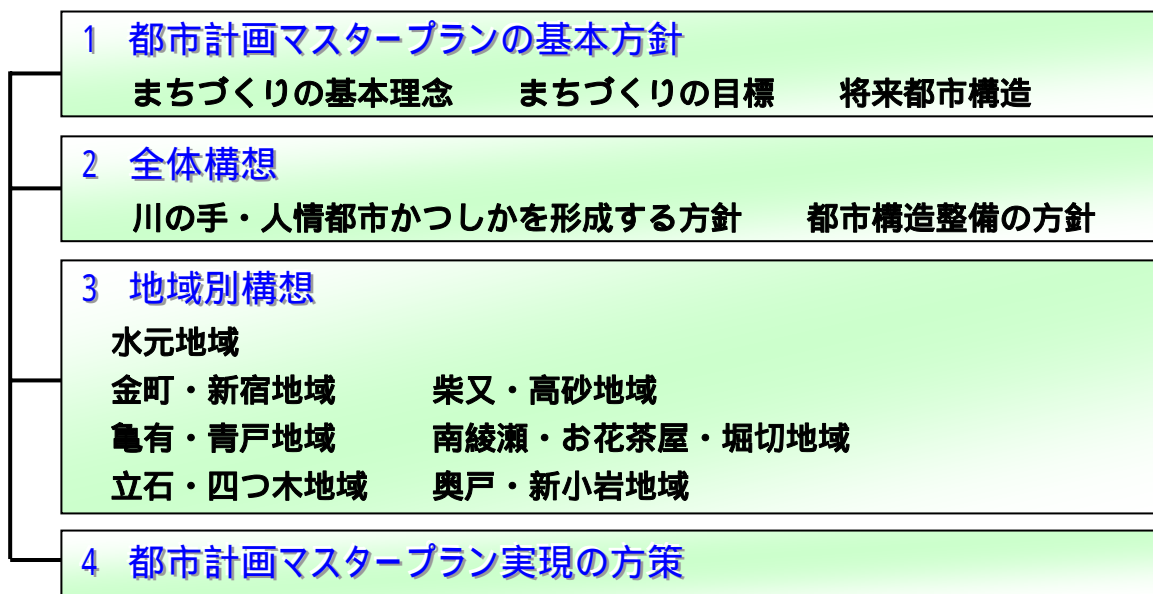 1 都市計画マスタープランの基本方針
まちづくりの基本理念 まちづくりの目標 将来都市構造
2 全体構想
川の手・人情都市かつしかを形成する方針 都市構造整備の方針
3 地域別構想
水元地域
金町・新宿地域 柴又・高砂地域
亀有・青戸地域 南綾瀬・お花茶屋・堀切地域
立石・四つ木地域 奥戸・新小岩地域
4 都市計画マスタープラン実現の方策